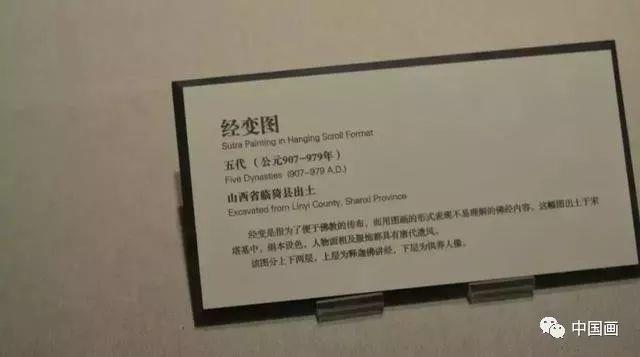 经变图
Sutra Painting in Hanging Scroll Format
五代（公元907-979年）
Five Dynasties (907-979 A.D.)
山西省临猗县出土
Excavated from Linyi County, Shanxi Province
经变是指为了便于佛教的传布，而用图画的形式表现不易理解的佛经内容。这幅图出土于宋
塔基中，绢本设色，人物面相及服饰都具有唐代遗风。
该图分上下两层，上层为释迦佛讲经，下层为供养人像。
中国画